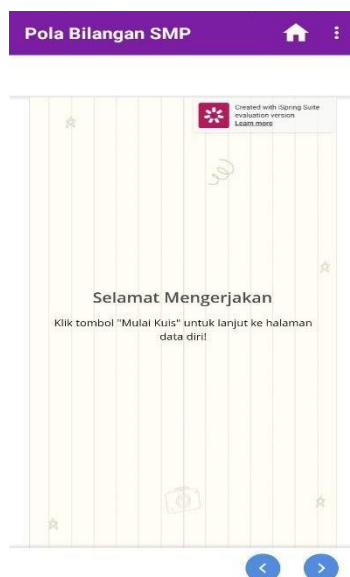 Pola Bilangan SMP
Created with iSpring Suite
evaluation version
Learn more
Selamat Mengerjakan
Klik tombol "Mulai Kuis" untuk lanjut ke halaman
data diri!